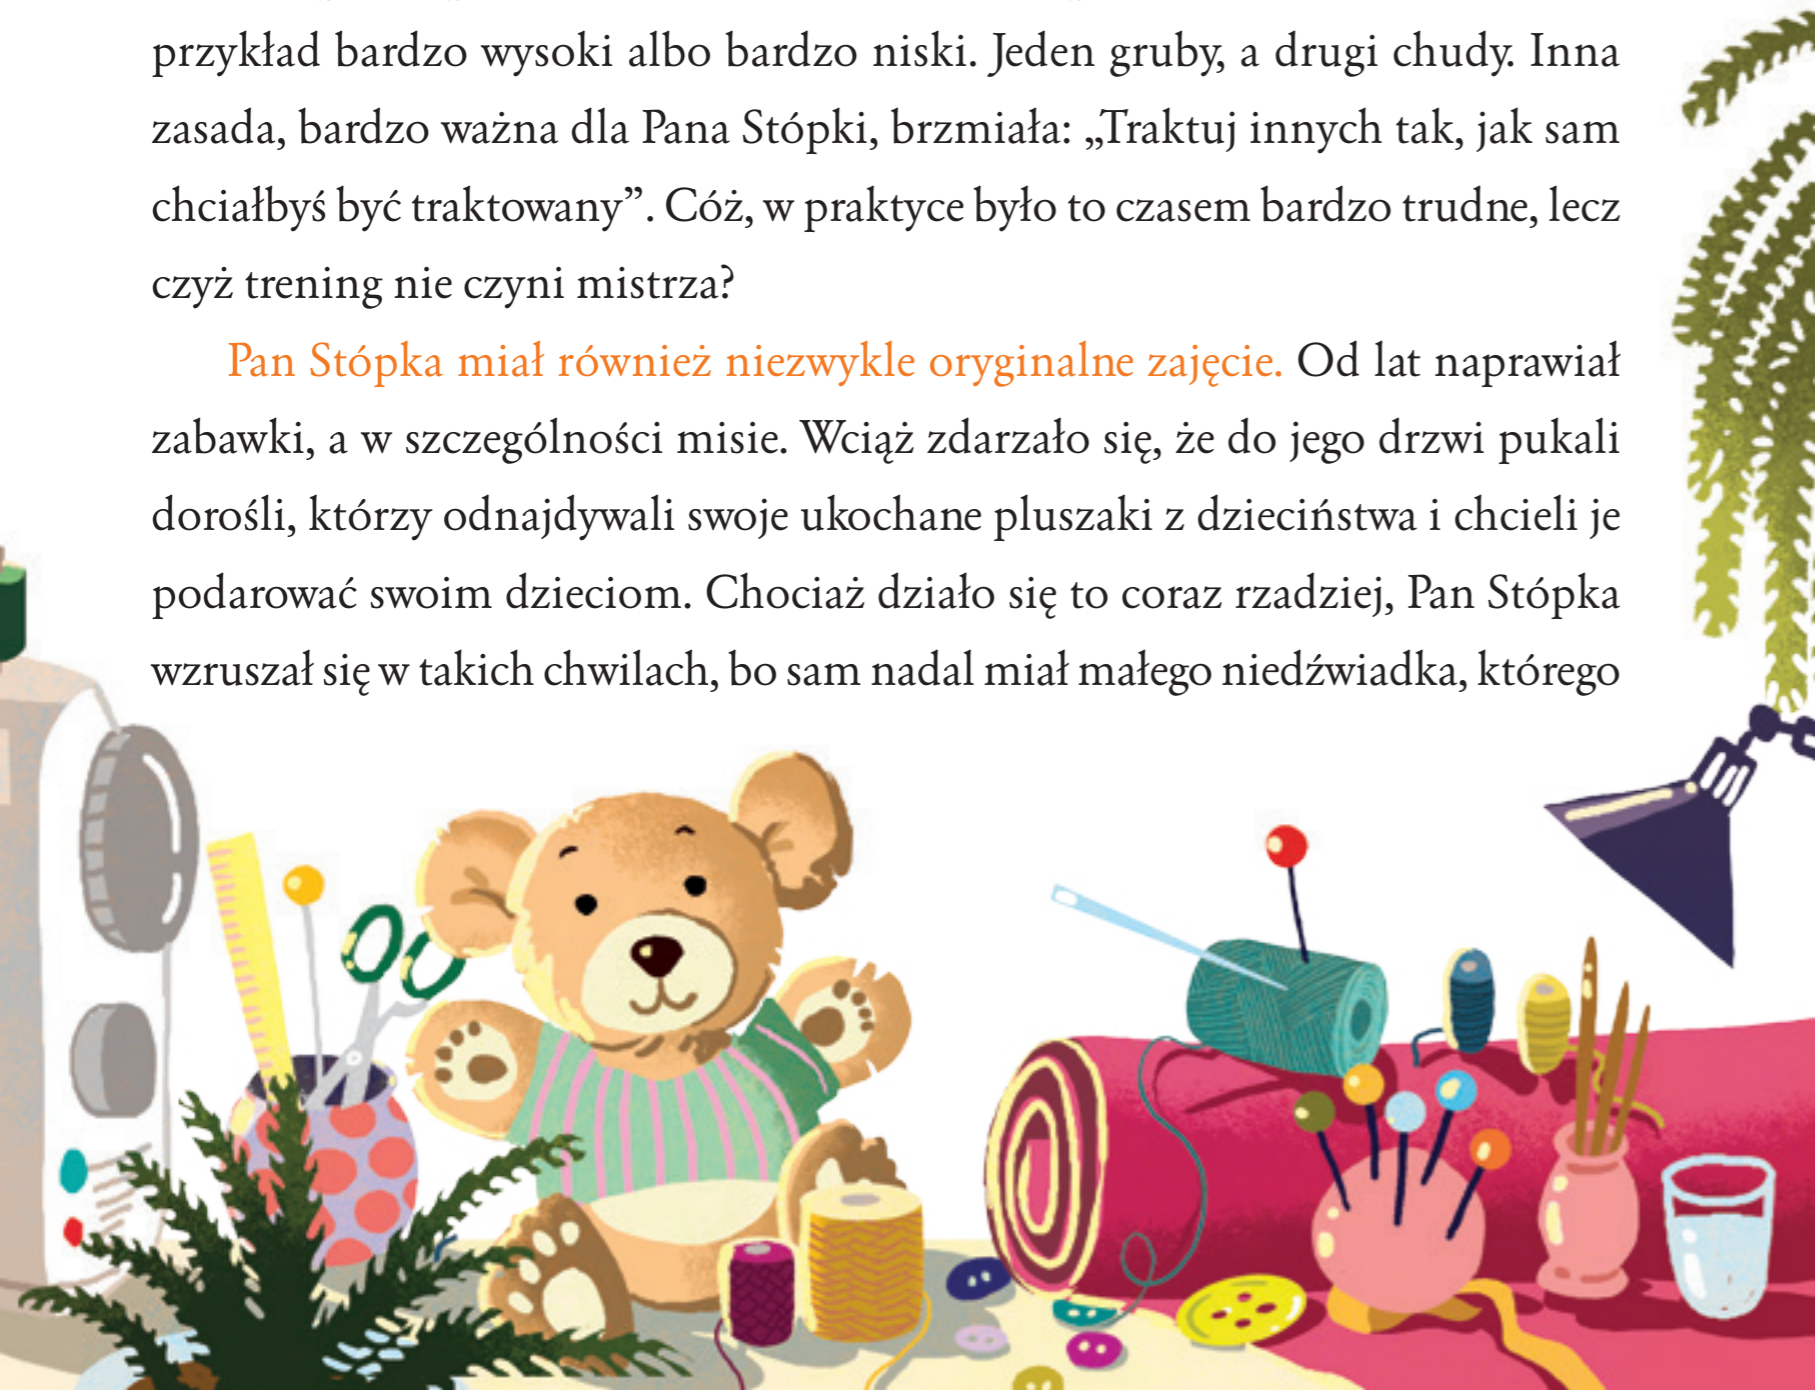 przykład bardzo wysoki albo bardzo niski. Jeden gruby, a drugi chudy. Inna
zasada, bardzo ważna dla Pana Stópki, brzmiała: „Traktuj innych tak, jak sam
chciałbyś być traktowany”. Cóż, w praktyce było to czasem bardzo trudne, lecz
czyż trening nie czyni mistrza?
Pan Stópka miał również niezwykle oryginalne zajęcie. Od lat naprawiał
zabawki, a w szczególności misie. Wciąż zdarzało się, że do jego drzwi pukali
dorośli, którzy odnajdywali swoje ukochane pluszaki z dzieciństwa i chcieli je
podarować swoim dzieciom. Chociaż działo się to coraz rzadziej, Pan Stópka
wzruszał się w takich chwilach, bo sam nadal miał małego niedźwiadka, którego